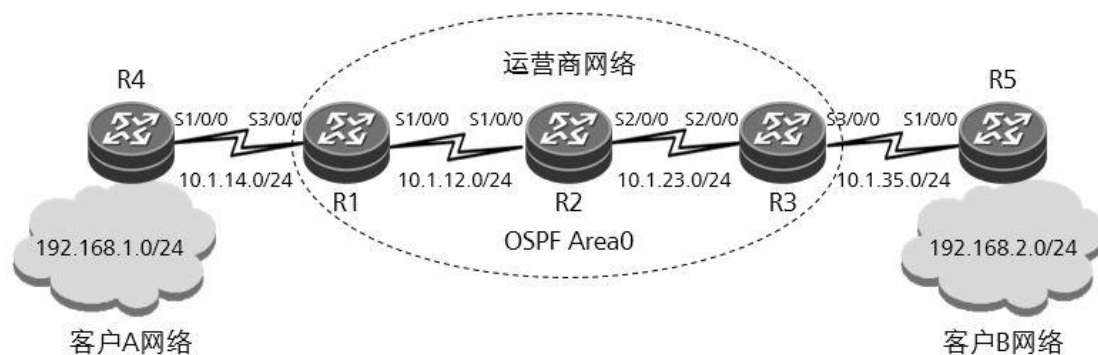 运营商网络
R4
R5
S1/0/0 S3/0/0 S1/0/0 S1/0/0 S2/0/0 S2/0/0 S3/0/0 S1/0/0
10.1.14.0/24 10.1.12.0/24 10.1.23.0/24 10.1.35.0/24
R1 R2 R3
192.168.1.0/24 OSPF Area0 192.168.2.0/24
客户A网络 客户B网络